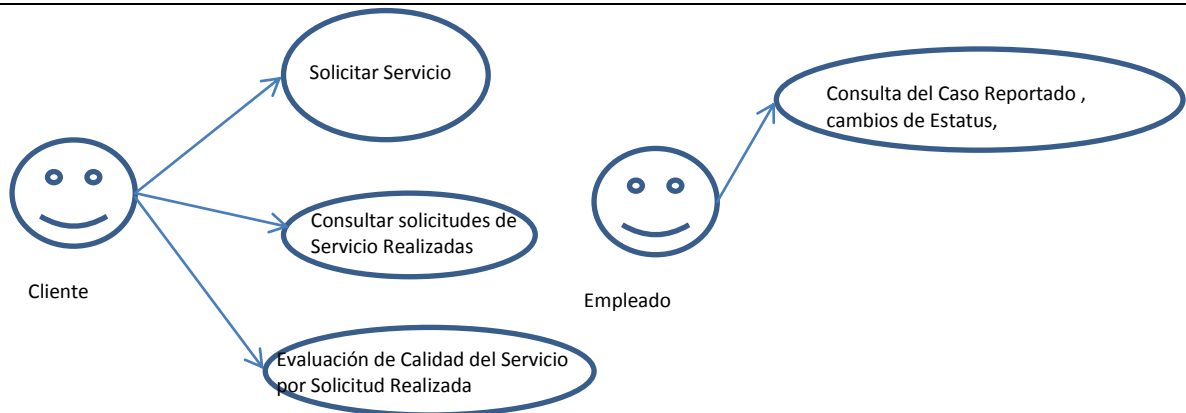 Solicitar Servicio
Consulta del Caso Reportado ,
cambios de Estatus,
Consultar solicitudes de
Servicio Realizadas
Cliente
Empleado
Evaluación de Calidad del Servicio
por Solicitud Realizada